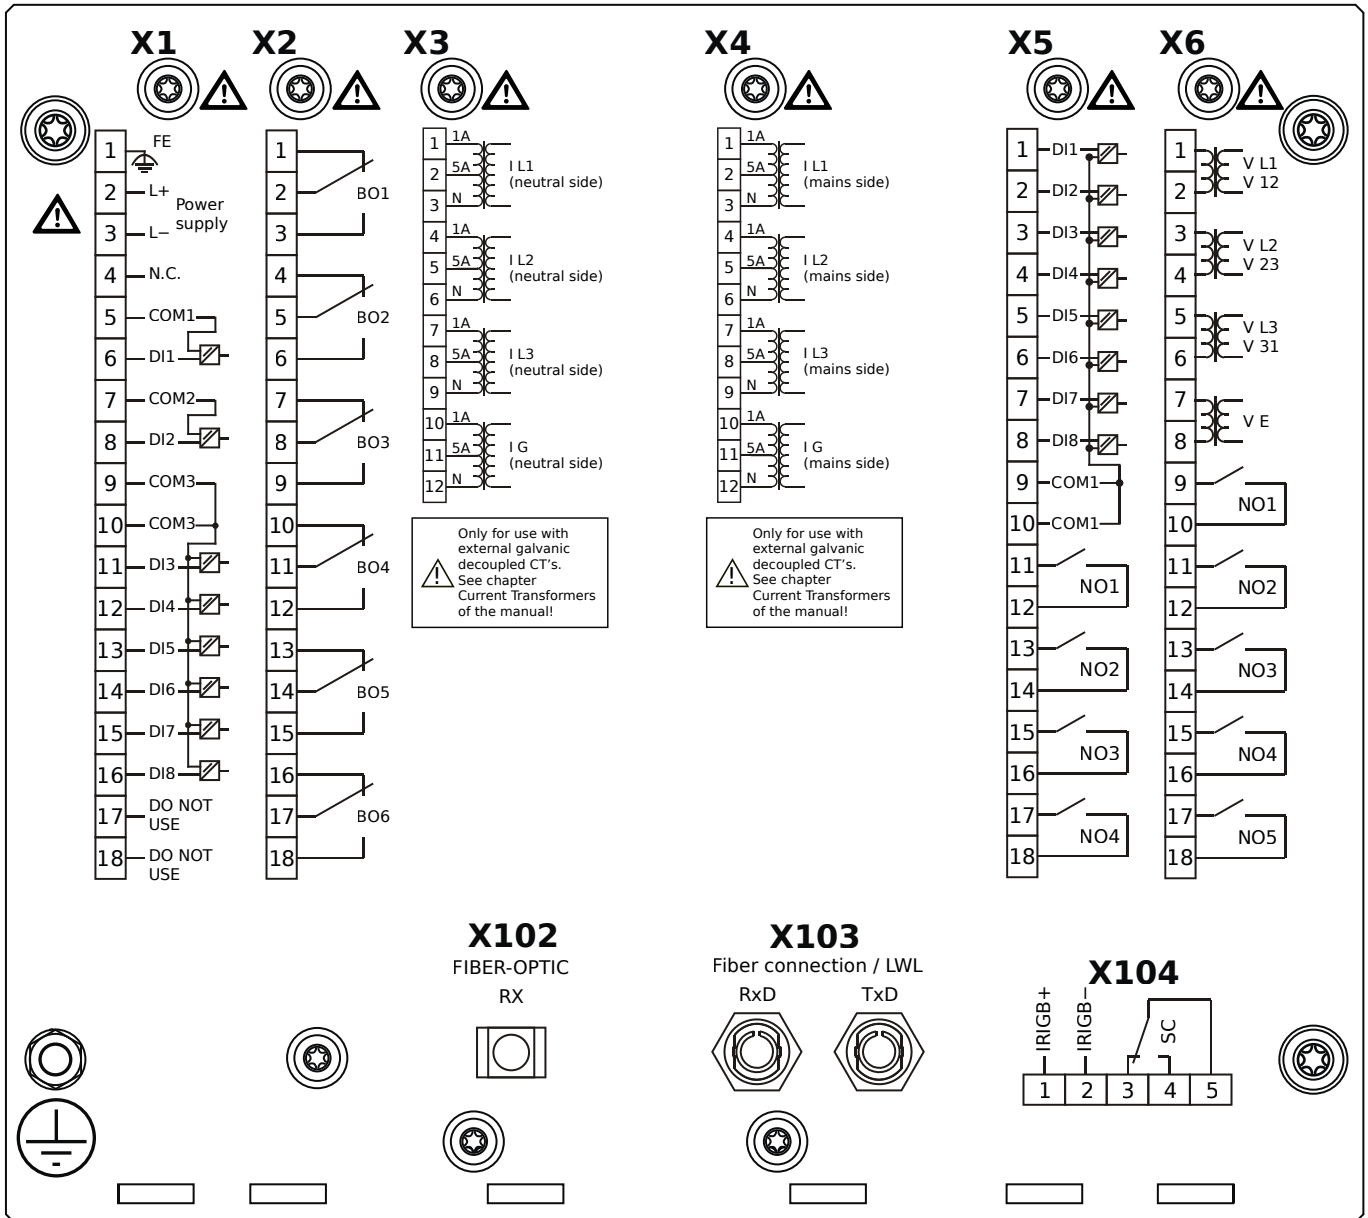 X1
X2
X3
X4
X5
X6
1 FE
2 L+
Power
supply
3 L−
4 N.C.
5 COM1
6 DI1
7 COM2
8 DI2
9 COM3
10 COM3
11 DI3
12 DI4
13 DI5
14 DI6
15 DI7
16 DI8
17 DO NOT
USE
18 DO NOT
USE
1
2 BO1
3
4
5 BO2
6
7
8 BO3
9
10
11 BO4
12
13
14 BO5
15
16
17 BO6
18
1 1A
2 5A I L1
(neutral side)
3 N
4 1A
5 5A I L2
(neutral side)
6 N
7 1A
8 5A I L3
(neutral side)
9 N
10 1A
11 5A I G
(neutral side)
12 N
Only for use with
external galvanic
decoupled CT’s.
See chapter
Current Transformers
of the manual!
1 1A
2 5A I L1
(mains side)
3 N
4 1A
5 5A I L2
(mains side)
6 N
7 1A
8 5A I L3
(mains side)
9 N
10 1A
11 5A I G
(mains side)
12 N
Only for use with
external galvanic
decoupled CT’s.
See chapter
Current Transformers
of the manual!
1 DI1
2 DI2
3 DI3
4 DI4
5 DI5
6 DI6
7 DI7
8 DI8
9 COM1
10 COM1
11
NO1
12
13
NO2
14
15
NO3
16
17
NO4
18
1 V L1
2 V 12
3 V L2
4 V 23
5 V L3
6 V 31
7
V E
8
9
NO1
10
11
NO2
12
13
NO3
14
15
NO4
16
17
NO5
18
X102
FIBER-OPTIC
RX
X103
Fiber connection / LWL
RxD TxD
X104
IRIGB+
IRIGB−
SC
1 2 3 4 5